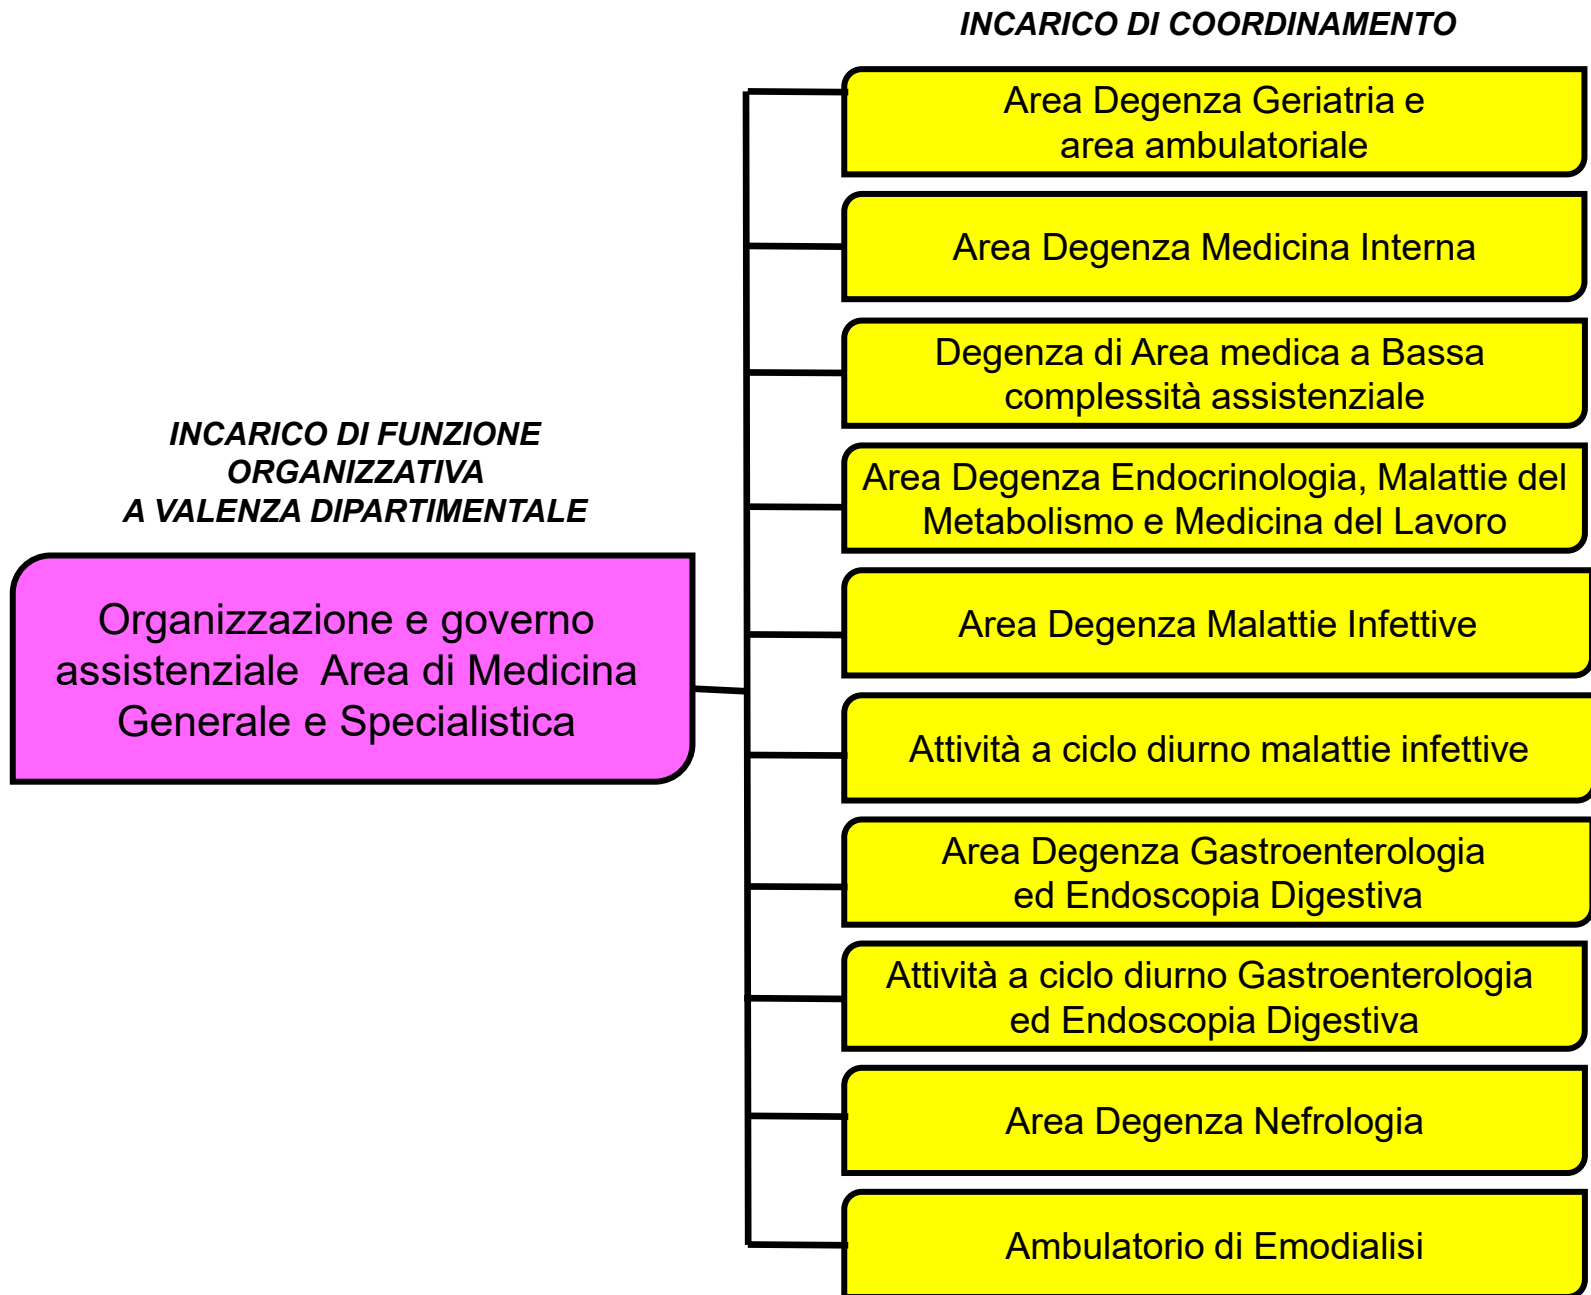 INCARICO DI COORDINAMENTO
Area Degenza Geriatria e
area ambulatoriale
Area Degenza Medicina Interna
Degenza di Area medica a Bassa
complessità assistenziale
Area Degenza Endocrinologia, Malattie del
Metabolismo e Medicina del Lavoro
Area Degenza Malattie Infettive
Attività a ciclo diurno malattie infettive
Area Degenza Gastroenterologia
ed Endoscopia Digestiva
Attività a ciclo diurno Gastroenterologia
ed Endoscopia Digestiva
Area Degenza Nefrologia
Ambulatorio di Emodialisi
INCARICO DI FUNZIONE
ORGANIZZATIVA
A VALENZA DIPARTIMENTALE
Organizzazione e governo
assistenziale  Area di Medicina
Generale e Specialistica